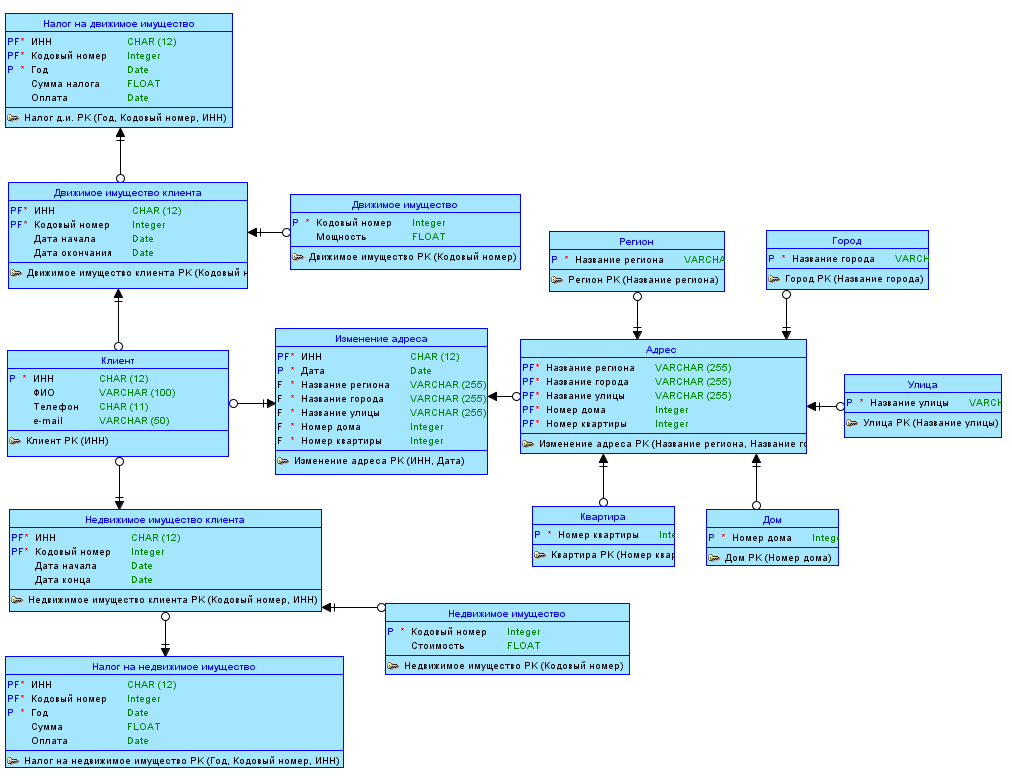 Налог на движимое имущество
PF* ИНН CHAR (12)
PF* Кодовый номер Integer
P * Год Date
Сумма налога FLOAT
Оплата Date
Налог д.и. PK (Год, Кодовый номер, ИНН)
Движимое имущество клиента
PF* ИНН CHAR (12)
PF* Кодовый номер Integer
Дата начала Date
Дата окончания Date
Движимое имущество клиента PK (Кодовый н
Движимое имущество
P * Кодовый номер Integer
Мощность FLOAT
Движимое имущество PK (Кодовый номер)
Регион
P * Название региона VARCHA
Регион PK (Название региона)
Город
P * Название города VARCH
Город PK (Название города)
Клиент
P * ИНН CHAR (12)
ФИО VARCHAR (100)
Телефон CHAR (11)
e-mail VARCHAR (50)
Клиент PK (ИНН)
Изменение адреса
PF* ИНН CHAR (12)
P * Дата Date
F * Название региона VARCHAR (255)
F * Название города VARCHAR (255)
F * Название улицы VARCHAR (255)
F * Номер дома Integer
F * Номер квартиры Integer
Изменение адреса PK (ИНН, Дата)
Адрес
PF* Название региона VARCHAR (255)
PF* Название города VARCHAR (255)
PF* Название улицы VARCHAR (255)
PF* Номер дома Integer
PF* Номер квартиры Integer
Изменение адреса PK (Название региона, Название го
Улица
P * Название улицы VARCH
Улица PK (Название улицы)
Квартира
P * Номер квартиры Inte
Квартира PK (Номер квар
Дом
P * Номер дома Intege
Дом PK (Номер дома)
Недвижимое имущество клиента
PF* ИНН CHAR (12)
PF* Кодовый номер Integer
Дата начала Date
Дата конца Date
Недвижимое имущество клиента PK (Кодовый номер, ИНН)
Недвижимое имущество
P * Кодовый номер Integer
Стоимость FLOAT
Недвижимое имущество PK (Кодовый номер)
Налог на недвижимое имущество
PF* ИНН CHAR (12)
PF* Кодовый номер Integer
P * Год Date
Сумма FLOAT
Оплата Date
Налог на недвижимое имущество PK (Год, Кодовый номер, ИНН)